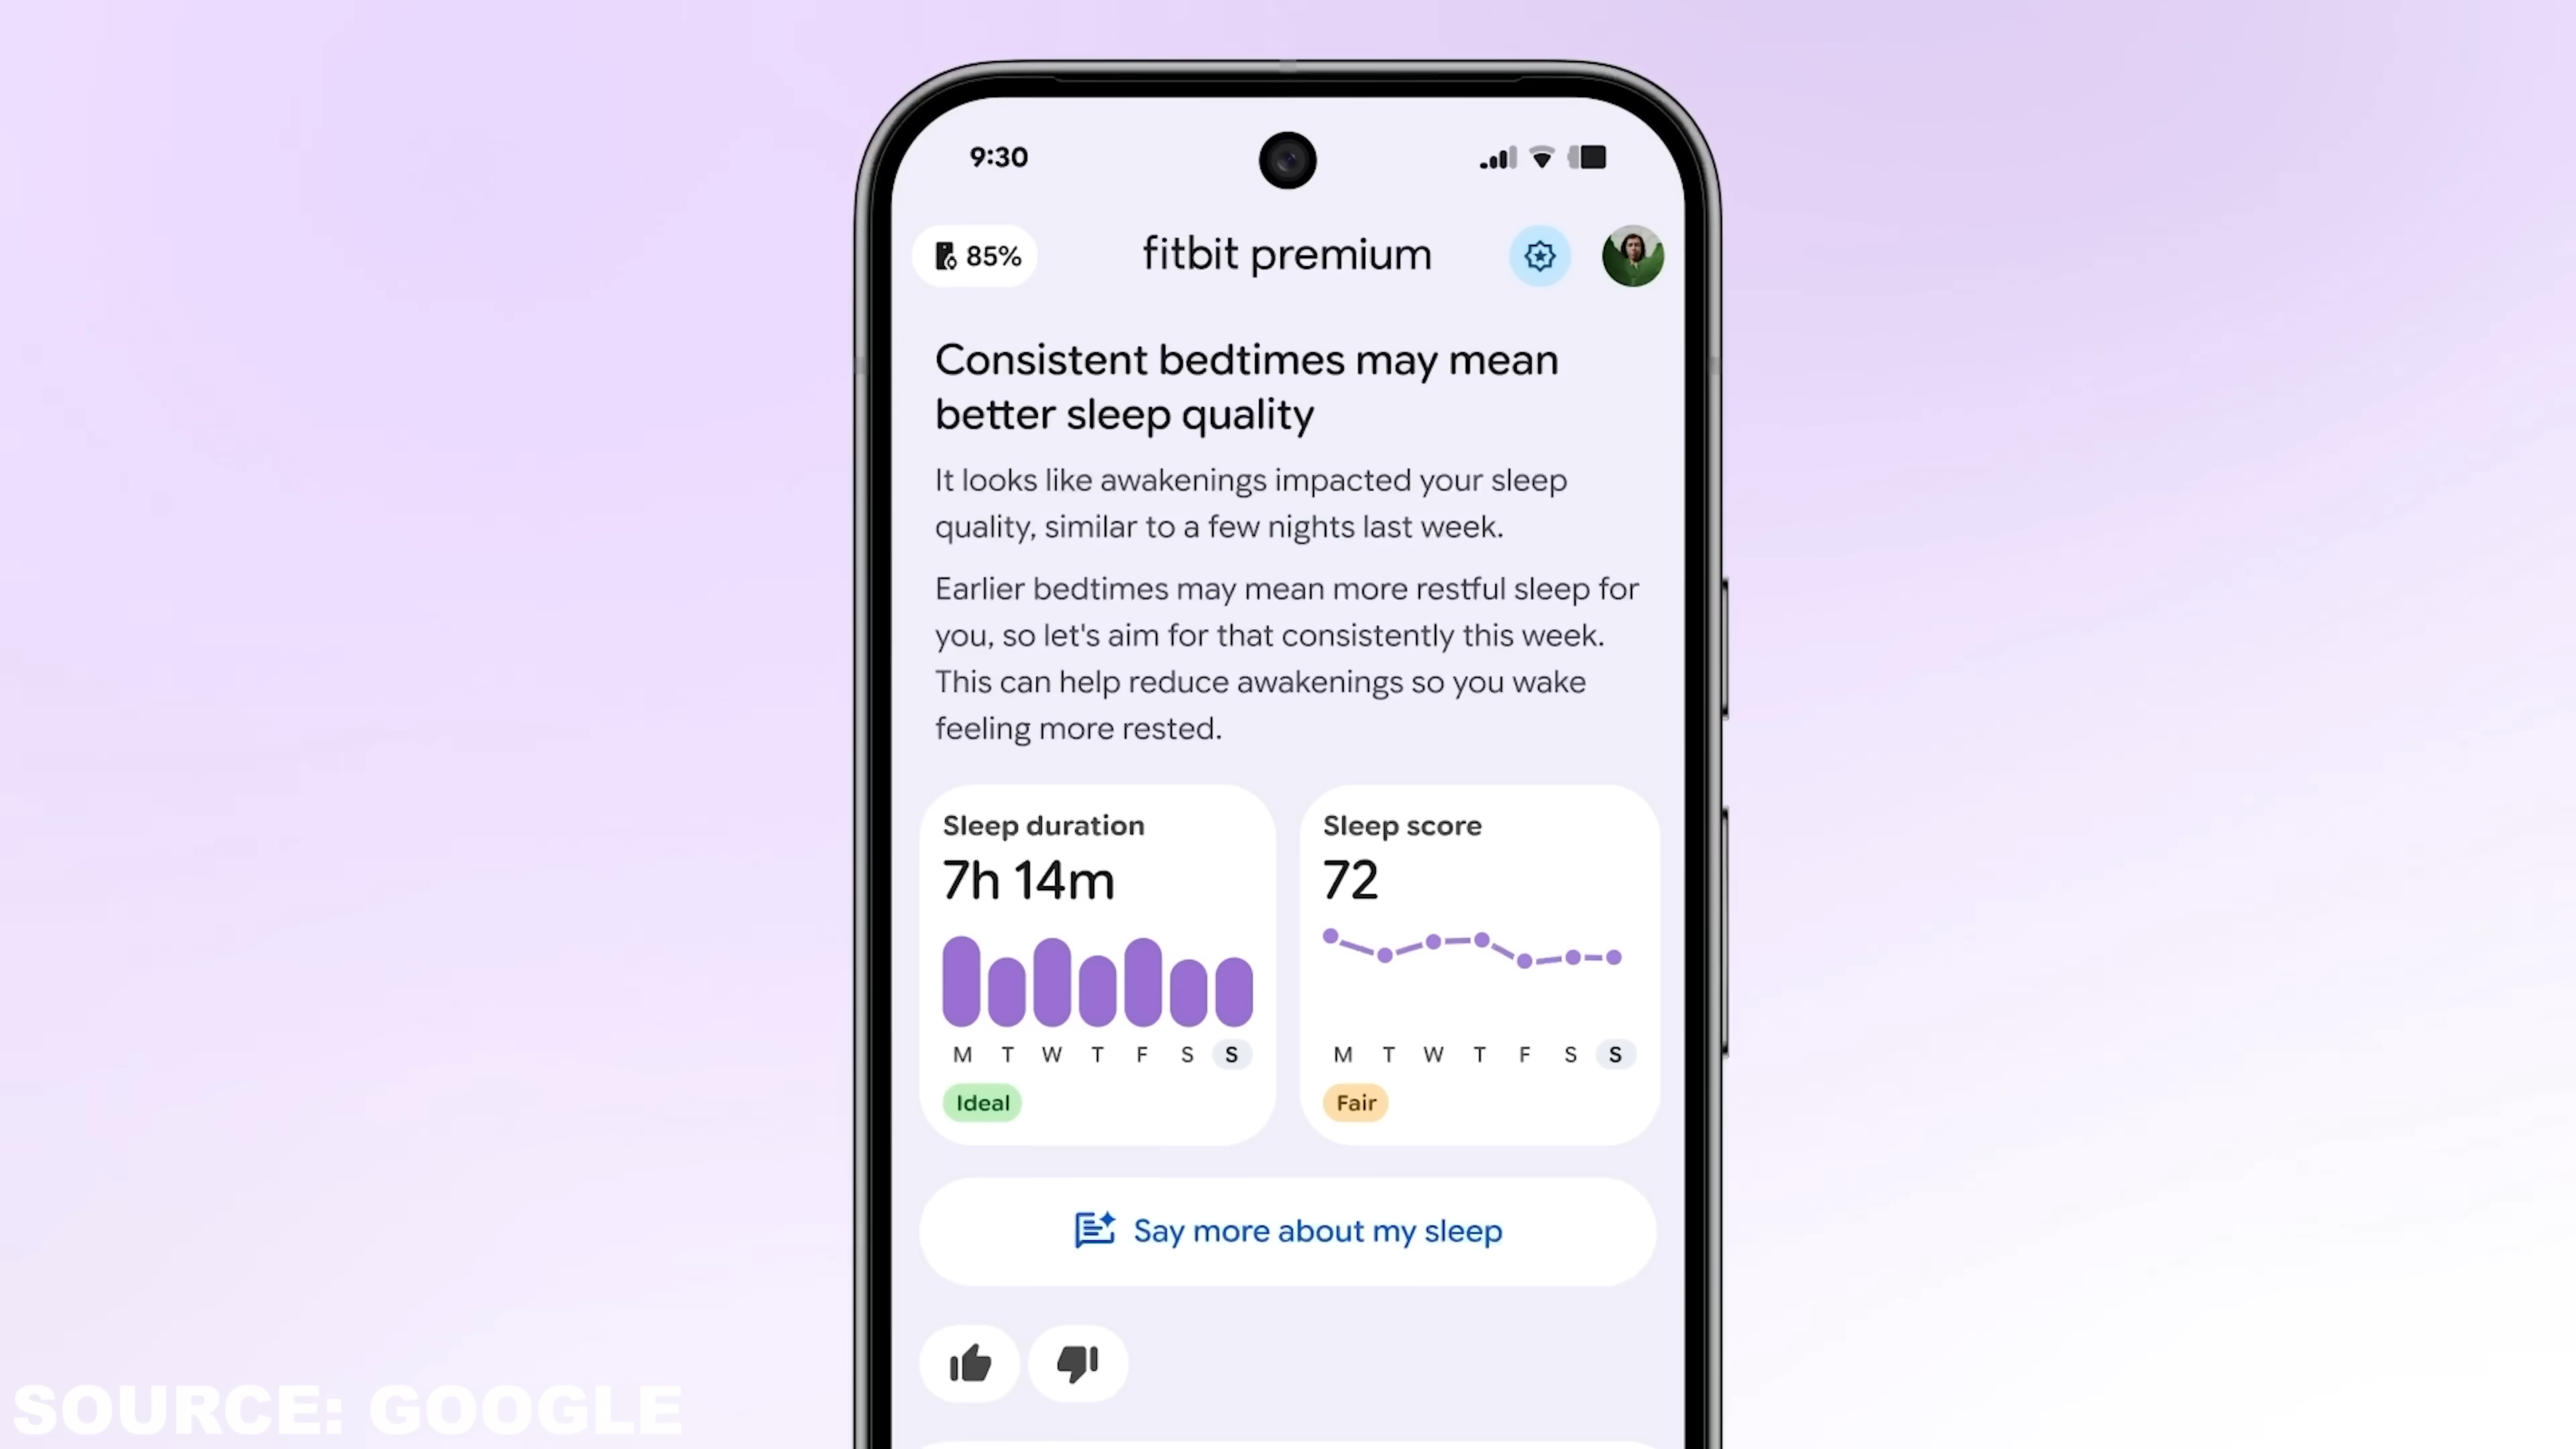 9:30
85%
fitbit premium
Consistent bedtimes may mean
better sleep quality
It looks like awakenings impacted your sleep
quality, similar to a few nights last week.
Earlier bedtimes may mean more restful sleep for
you, so let's aim for that consistently this week.
This can help reduce awakenings so you wake
feeling more rested.
Sleep duration
7h 14m
M T W T F S S
Ideal
Sleep score
72
M T W T F S S
Fair
Say more about my sleep
SOURCE: GOOGLE